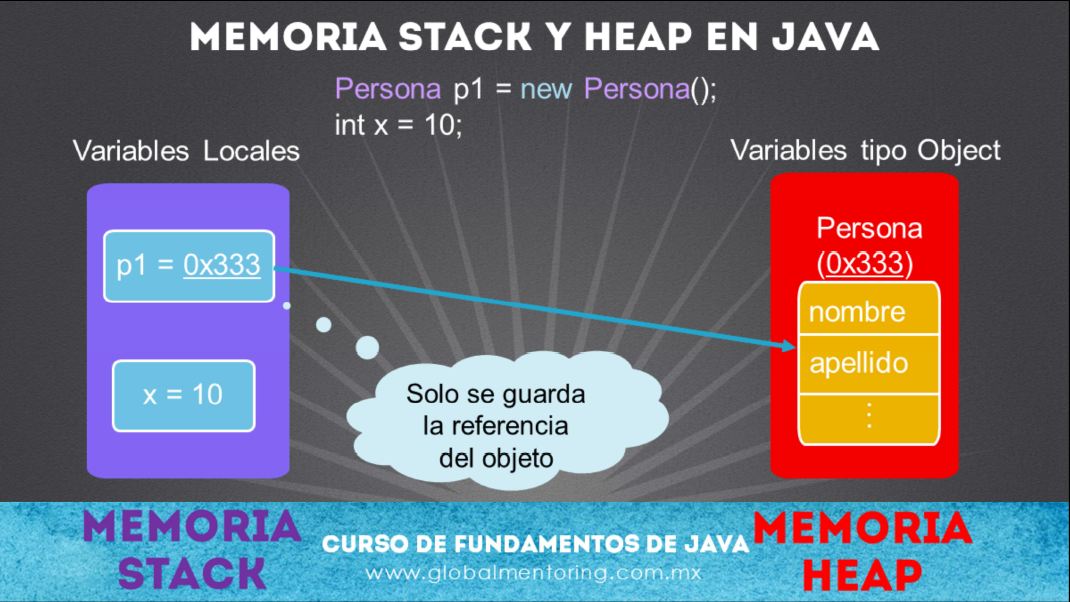 MEMORIA STACK Y HEAP EN JAVA
Persona p1 = new Persona();
int x = 10;
Variables Locales
Variables tipo Object
p1 = 0x333
x = 10
Solo se guarda
la referencia
del objeto
Persona
(0x333)
nombre
apellido
⋮
MEMORIA
STACK
CURSO DE FUNDAMENTOS DE JAVA
www.globalmentoring.com.mx
MEMORIA
HEAP